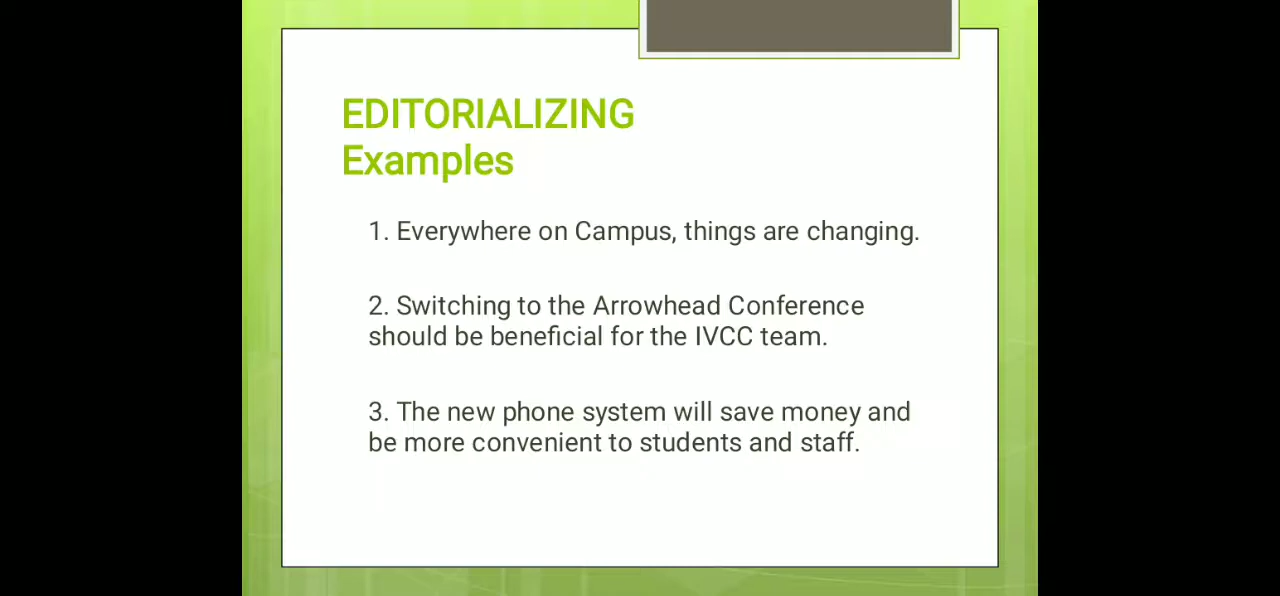 EDITORIALIZING
Examples
1. Everywhere on Campus, things are changing.
2. Switching to the Arrowhead Conference
should be beneficial for the IVCC team.
3. The new phone system will save money and
be more convenient to students and staff.